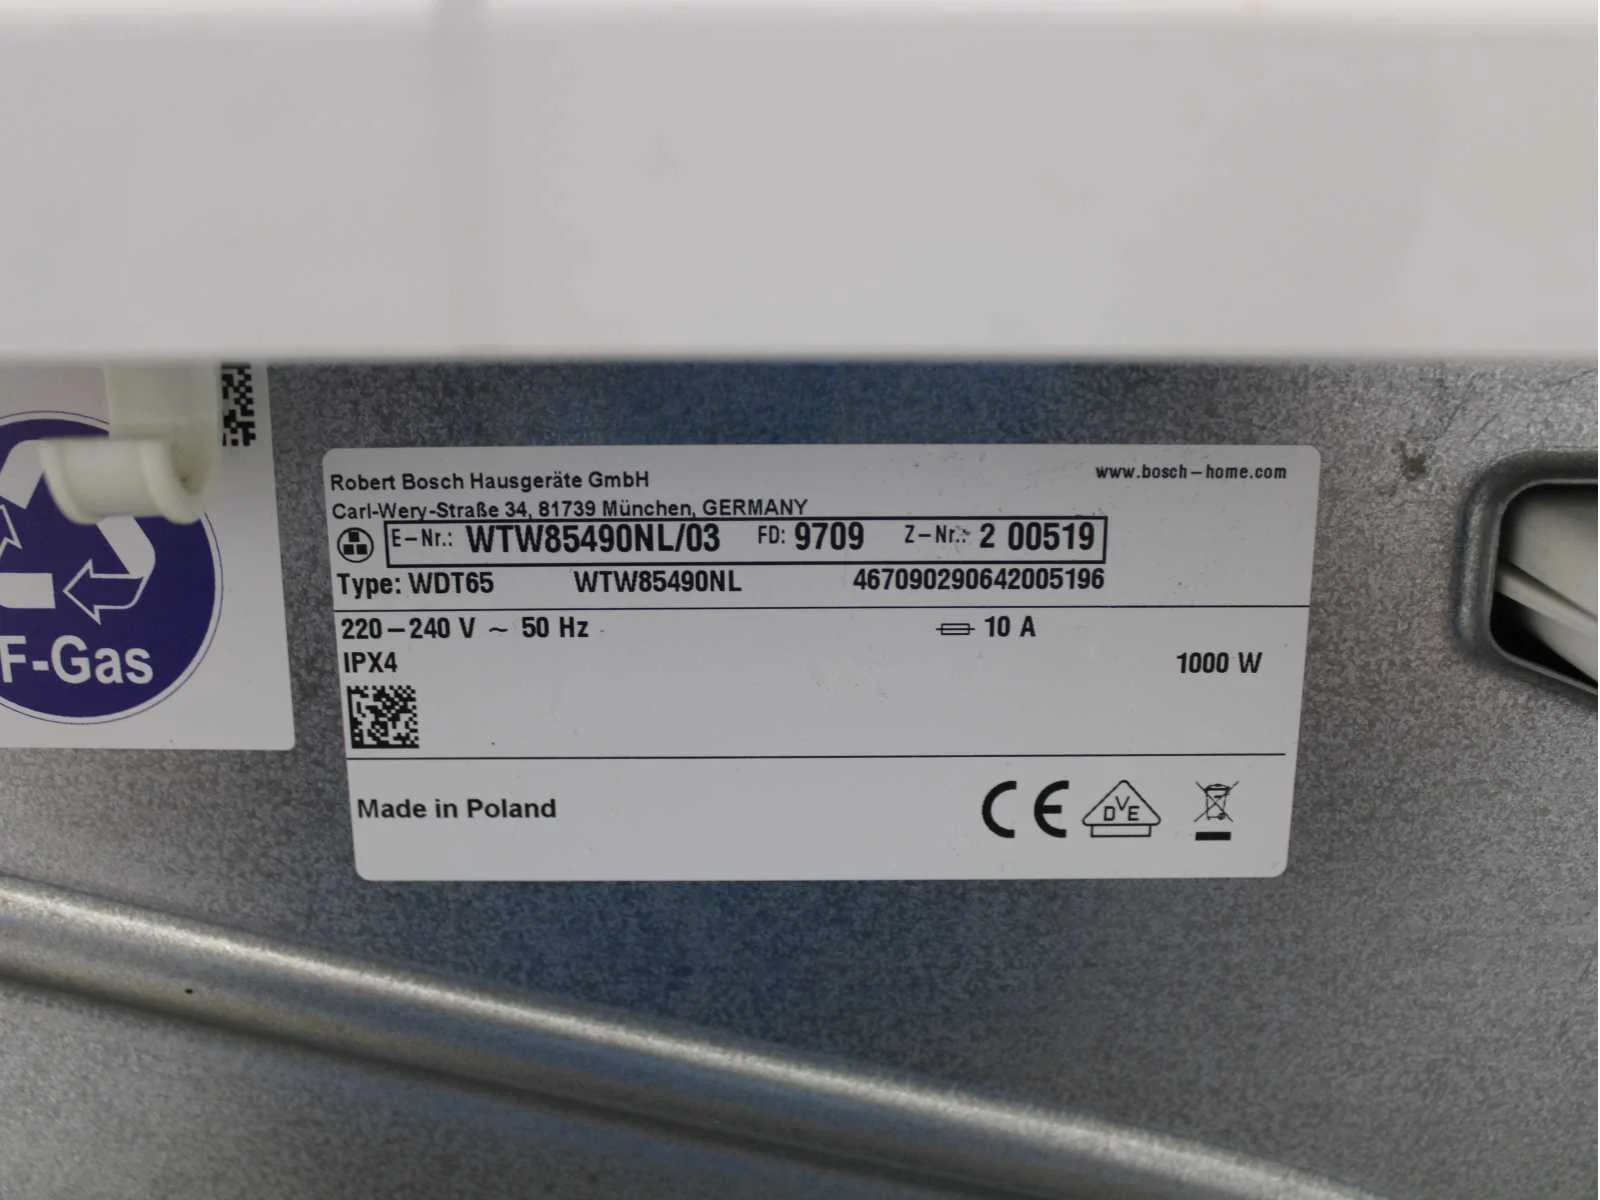 Robert Bosch Hausgeräte GmbH
www.bosch-home.com
Carl-Wery-Straße 34, 81739 München, GERMANY
E-Nr.: WTW85490NL/03 FD: 9709 Z-Nr.: 2 00519
Type: WDT65 WTW85490NL 467090290642005196
220-240 V ~ 50 Hz 10 A
IPX4 1000 W
Made in Poland
CE DVE
F-Gas